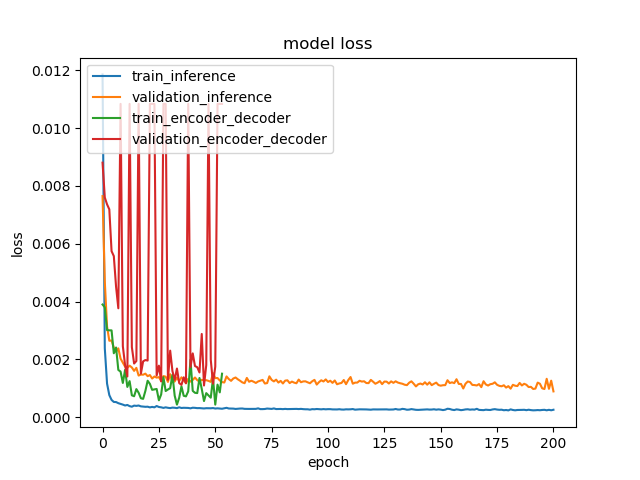 model loss
train_inference
validation_inference
train_encoder_decoder
validation_encoder_decoder
loss
0.012
0.010
0.008
0.006
0.004
0.002
0.000
0 25 50 75 100 125 150 175 200
epoch